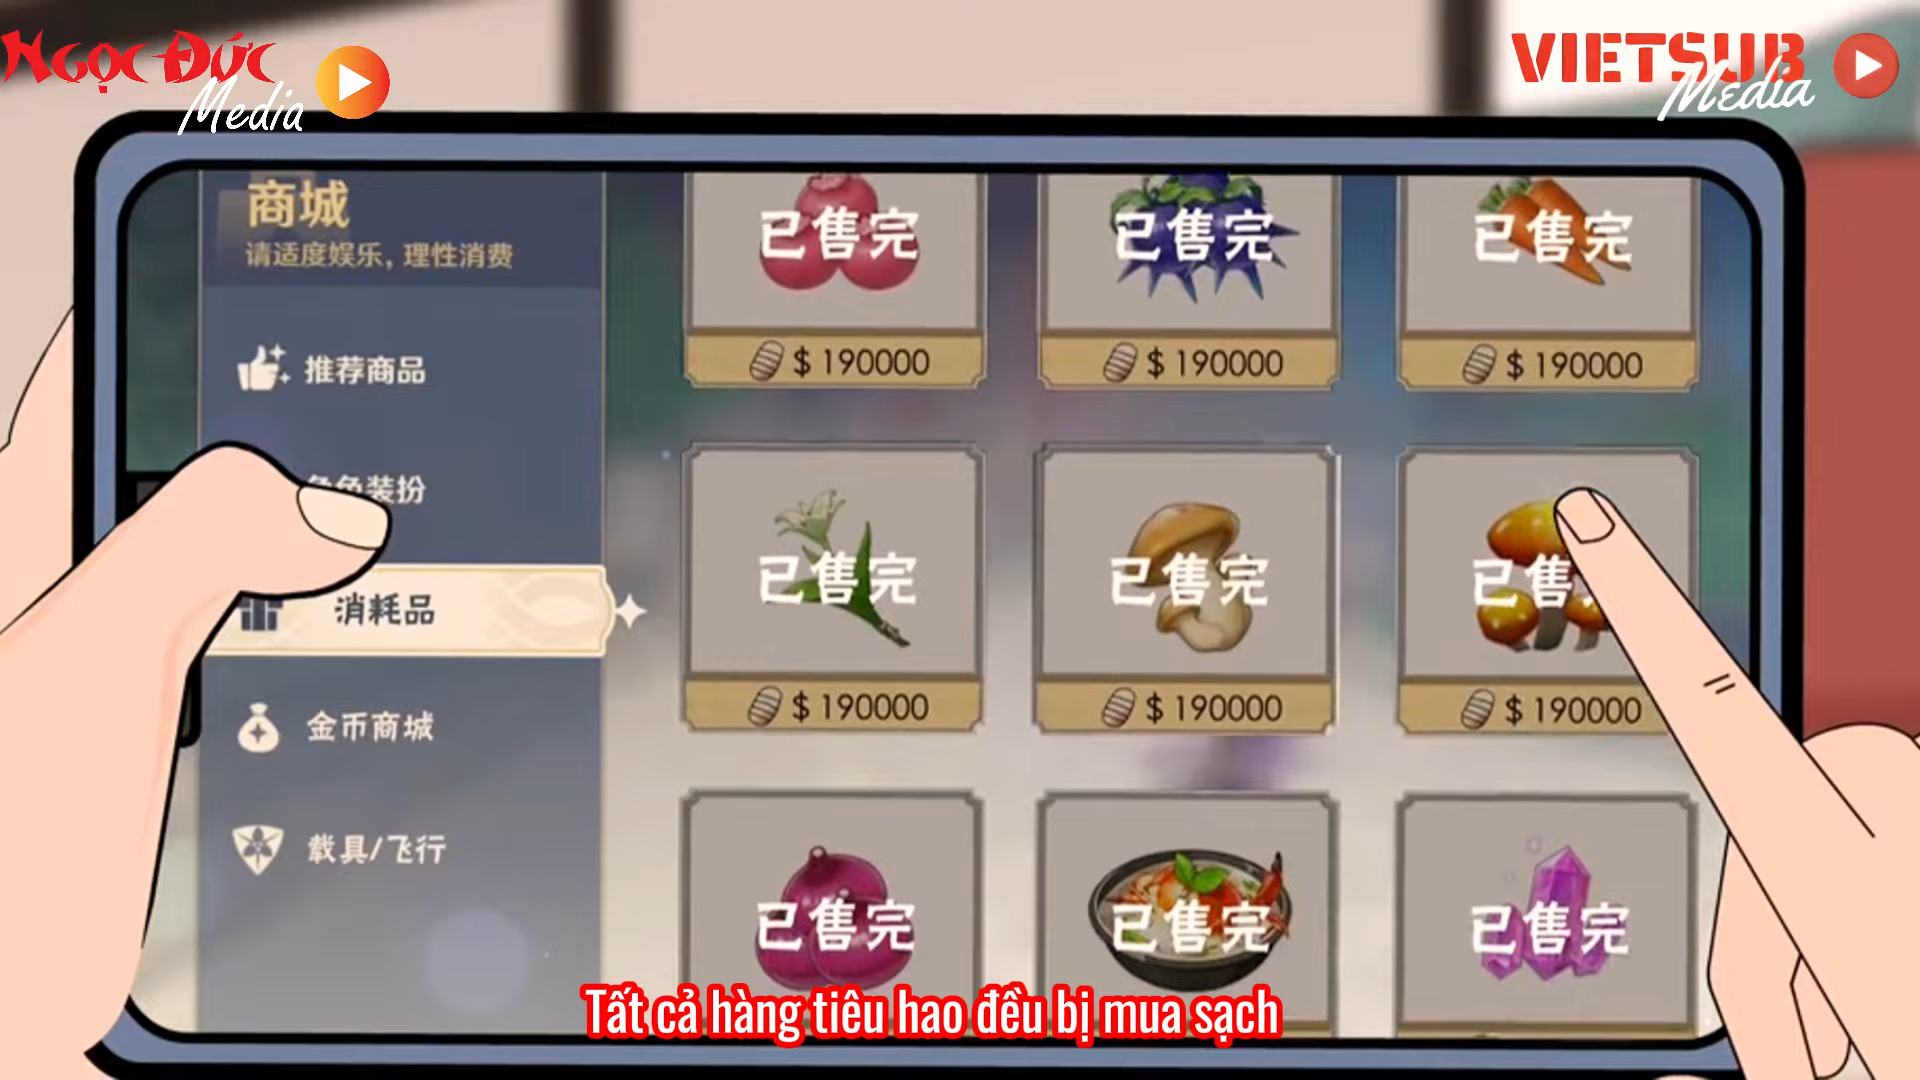 NGỌC ĐỨC
Media
VIETSUB
Media
商城
请适度娱乐，理性消费
推荐商品
角色装扮
消耗品
金币商城
载具/飞行
已售完
已售完
已售完
$ 190000
$ 190000
$ 190000
已售完
已售完
已售
$ 190000
$ 190000
$ 190000
已售完
已售完
已售完
Tất cả hàng tiêu hao đều bị mua sạch